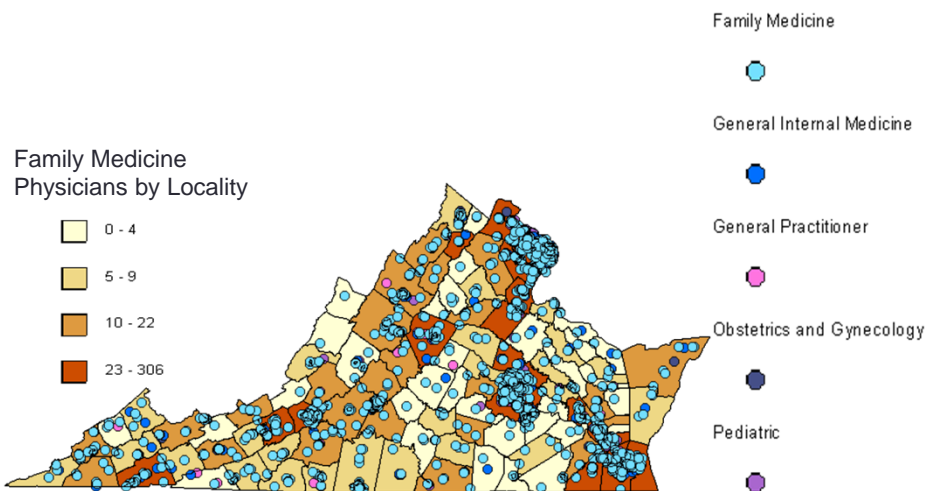 Family Medicine
General Internal Medicine
Family Medicine
Physicians by Locality
0 - 4
General Practitioner
5 - 9
10 - 22
Obstetrics and Gynecology
23 - 306
Pediatric